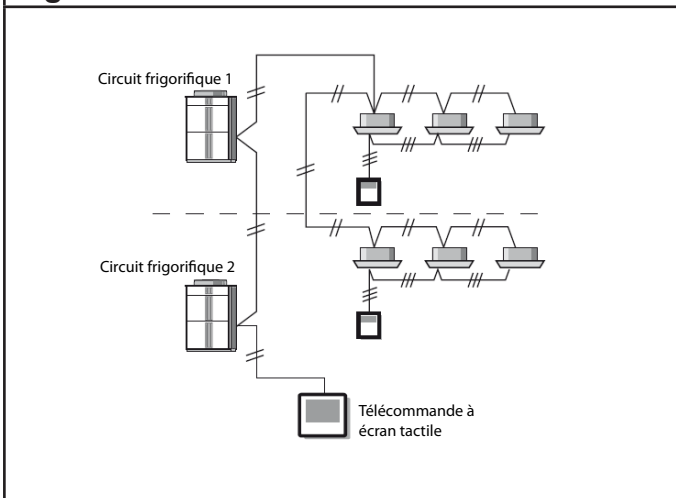 Circuit frigorifique 1
Circuit frigorifique 2
Télécommande à
écran tactile